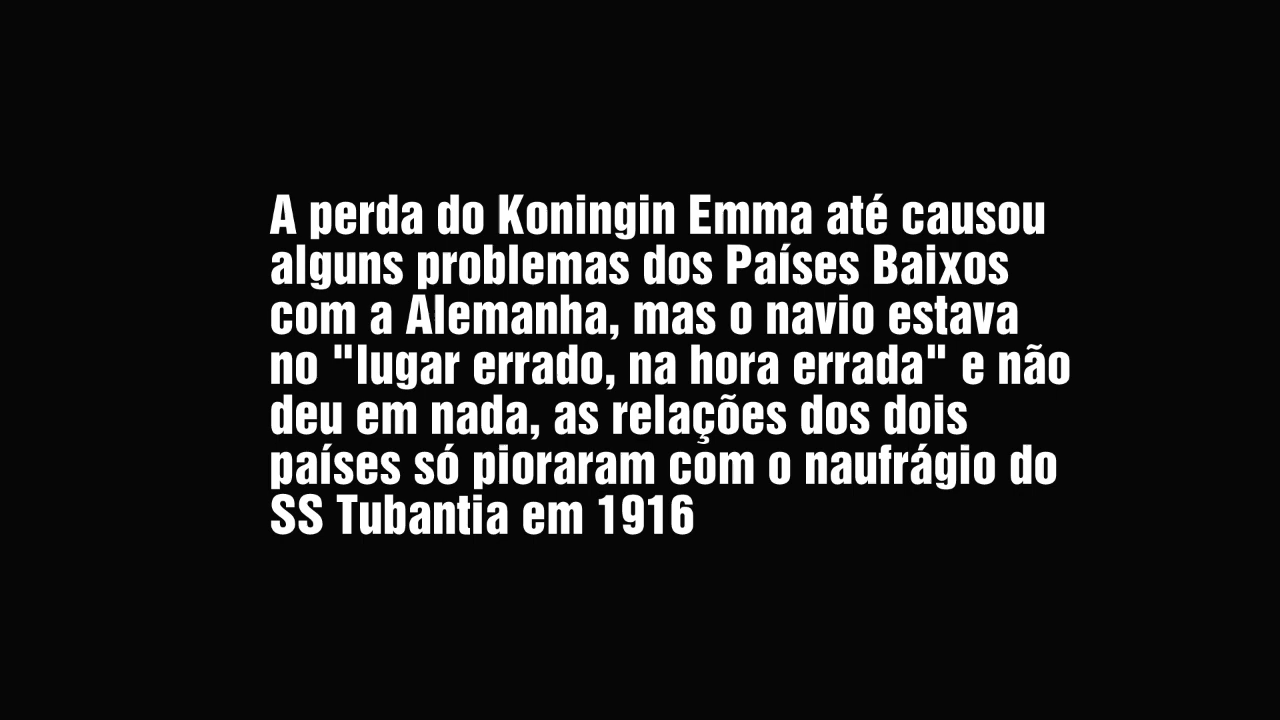 A perda do Koningin Emma até causou
alguns problemas dos Países Baixos
com a Alemanha, mas o navio estava
no "lugar errado, na hora errada" e não
deu em nada, as relações dos dois
países só pioraram com o naufrágio do
SS Tubantia em 1916